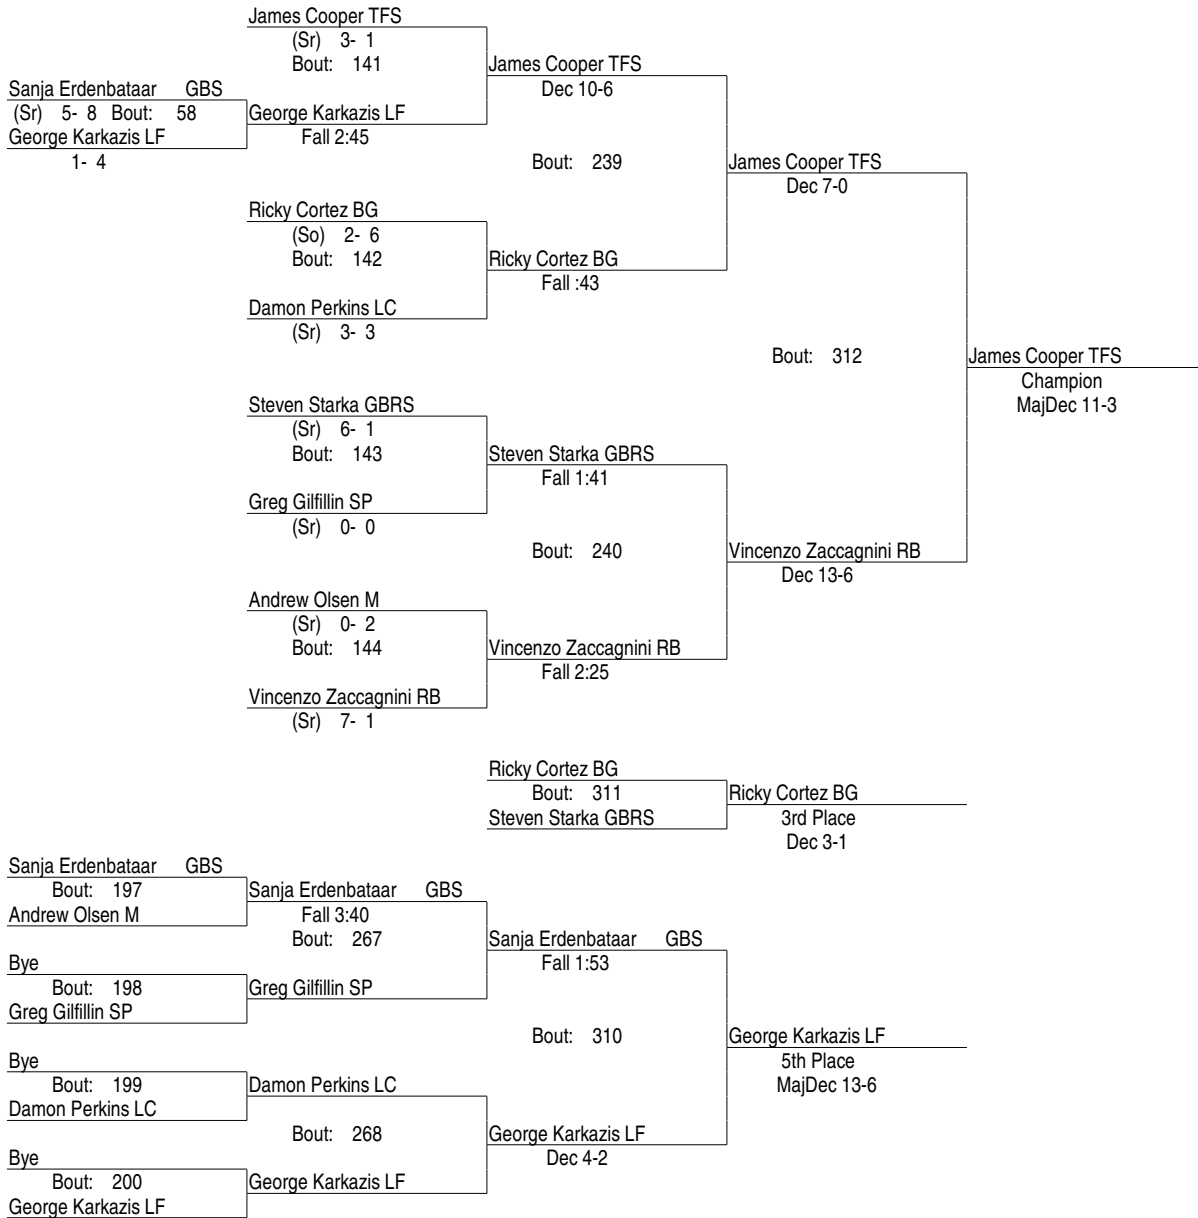 James Cooper TFS
(Sr) 3- 1
Bout: 141
James Cooper TFS
Dec 10-6
Sanja Erdenbataar GBS
(Sr) 5- 8 Bout: 58
George Karkazis LF
1- 4
George Karkazis LF
Fall 2:45
Bout: 239
James Cooper TFS
Dec 7-0
Ricky Cortez BG
(So) 2- 6
Bout: 142
Ricky Cortez BG
Fall :43
Damon Perkins LC
(Sr) 3- 3
Bout: 312
James Cooper TFS
Champion
MajDec 11-3
Steven Starka GBRS
(Sr) 6- 1
Bout: 143
Steven Starka GBRS
Fall 1:41
Greg Gilfillin SP
(Sr) 0- 0
Bout: 240
Vincenzo Zaccagnini RB
Dec 13-6
Andrew Olsen M
(Sr) 0- 2
Bout: 144
Vincenzo Zaccagnini RB
Fall 2:25
Vincenzo Zaccagnini RB
(Sr) 7- 1
Ricky Cortez BG
Bout: 311
Steven Starka GBRS
Ricky Cortez BG
3rd Place
Dec 3-1
Sanja Erdenbataar GBS
Bout: 197
Andrew Olsen M
Sanja Erdenbataar GBS
Fall 3:40
Bout: 267
Sanja Erdenbataar GBS
Fall 1:53
Bye
Bout: 198
Greg Gilfillin SP
Greg Gilfillin SP
Bout: 310
George Karkazis LF
5th Place
MajDec 13-6
Bye
Bout: 199
Damon Perkins LC
Damon Perkins LC
Bout: 268
George Karkazis LF
Dec 4-2
Bye
Bout: 200
George Karkazis LF
George Karkazis LF